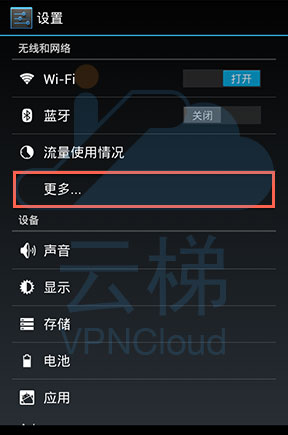 设置
无线和网络
Wi-Fi 打开
蓝牙 关闭
流量使用情况
更多...
设备
声音
云梯
显示
存储
VPNCloud
电池
应用